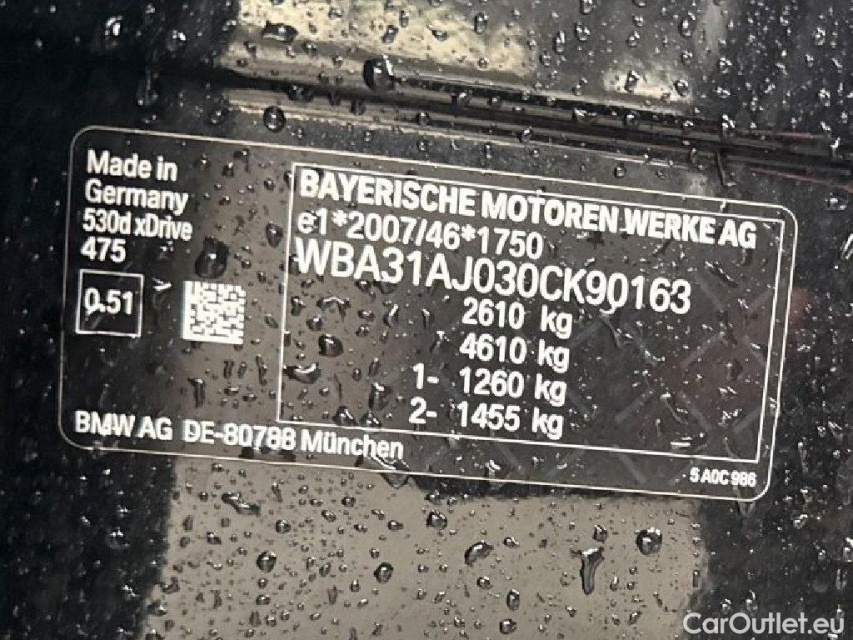 Made in
Germany
530d xDrive
475
0.51
BAYERISCHE MOTOREN WERKE AG
e1*2007/46*1750
WBA31AJ030CK90163
2610 kg
4610 kg
1- 1260 kg
2- 1455 kg
BMW AG DE-80788 München
5 A0C 986
CarOutlet.eu